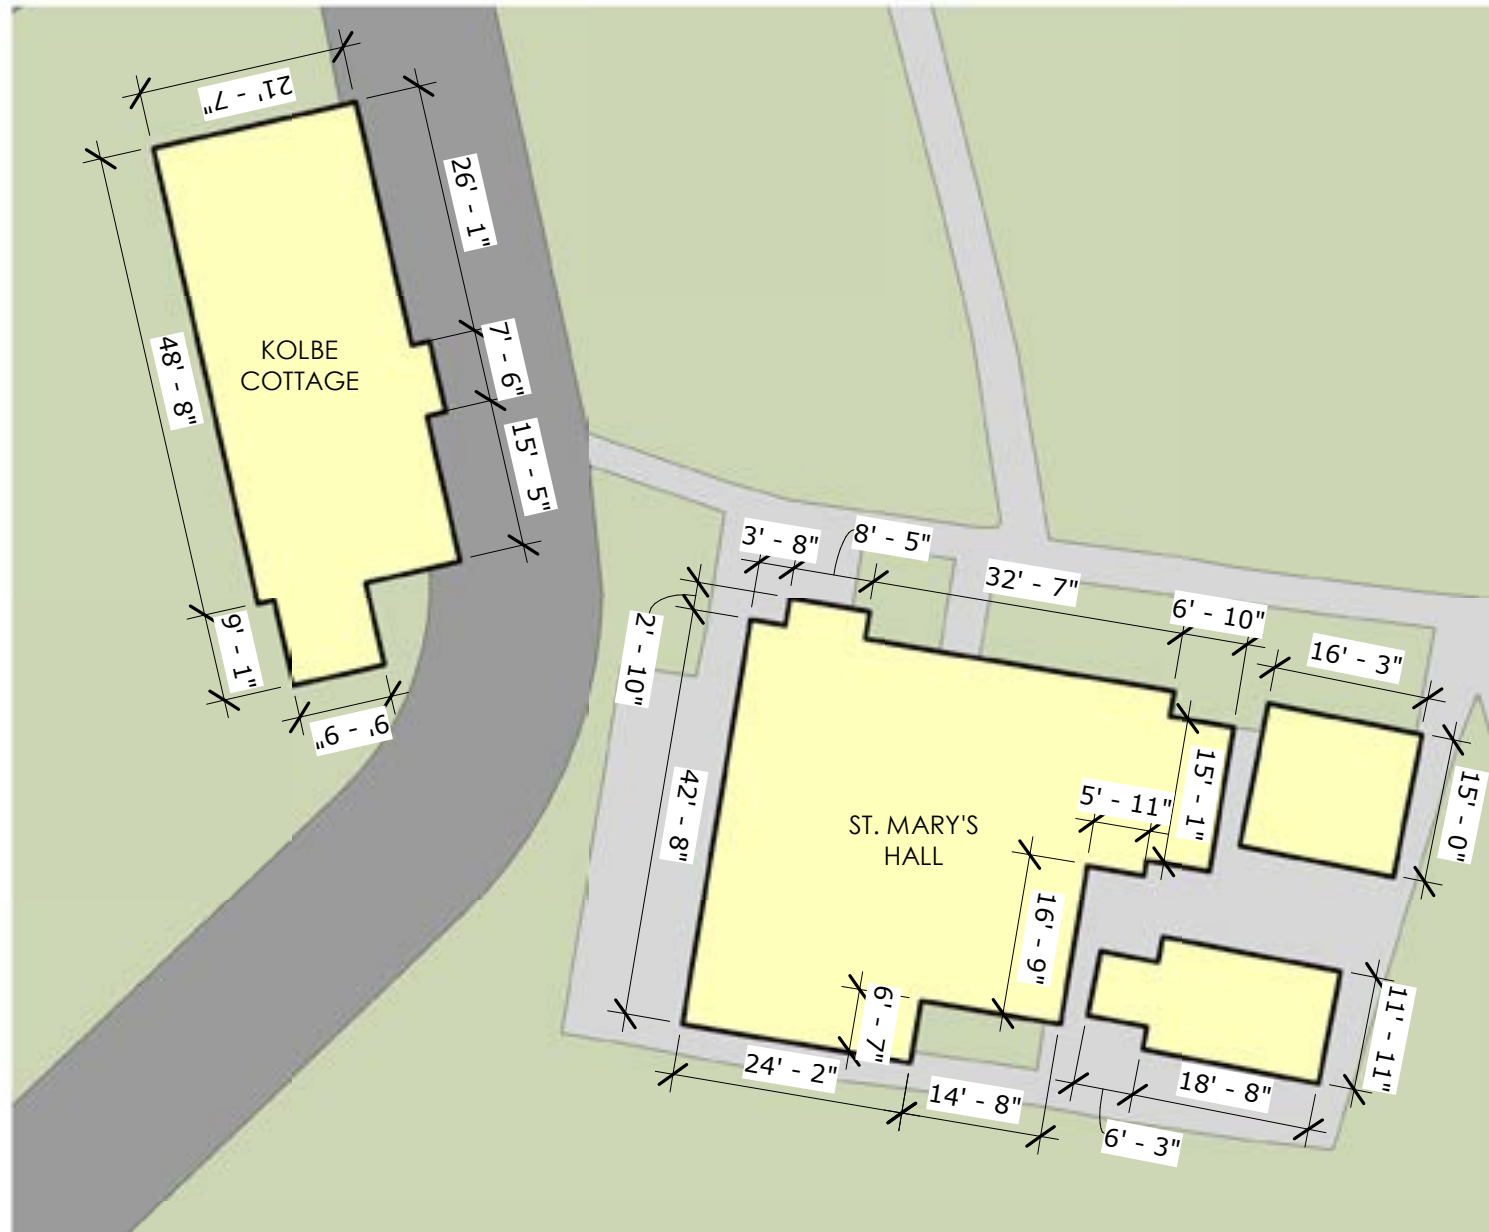 21' - 7"
26' - 1"
7' - 6"
48' - 8"
KOLBE
COTTAGE
15' - 5"
9' - 1"
9' - 9"
3' - 8"
8' - 5"
32' - 7"
6' - 10"
16' - 3"
2' - 10"
42' - 8"
ST. MARY'S
HALL
5' - 11"
15' - 1"
15' - 0"
16' - 9"
6' - 7"
24' - 2"
14' - 8"
18' - 8"
11' - 11"
6' - 3"